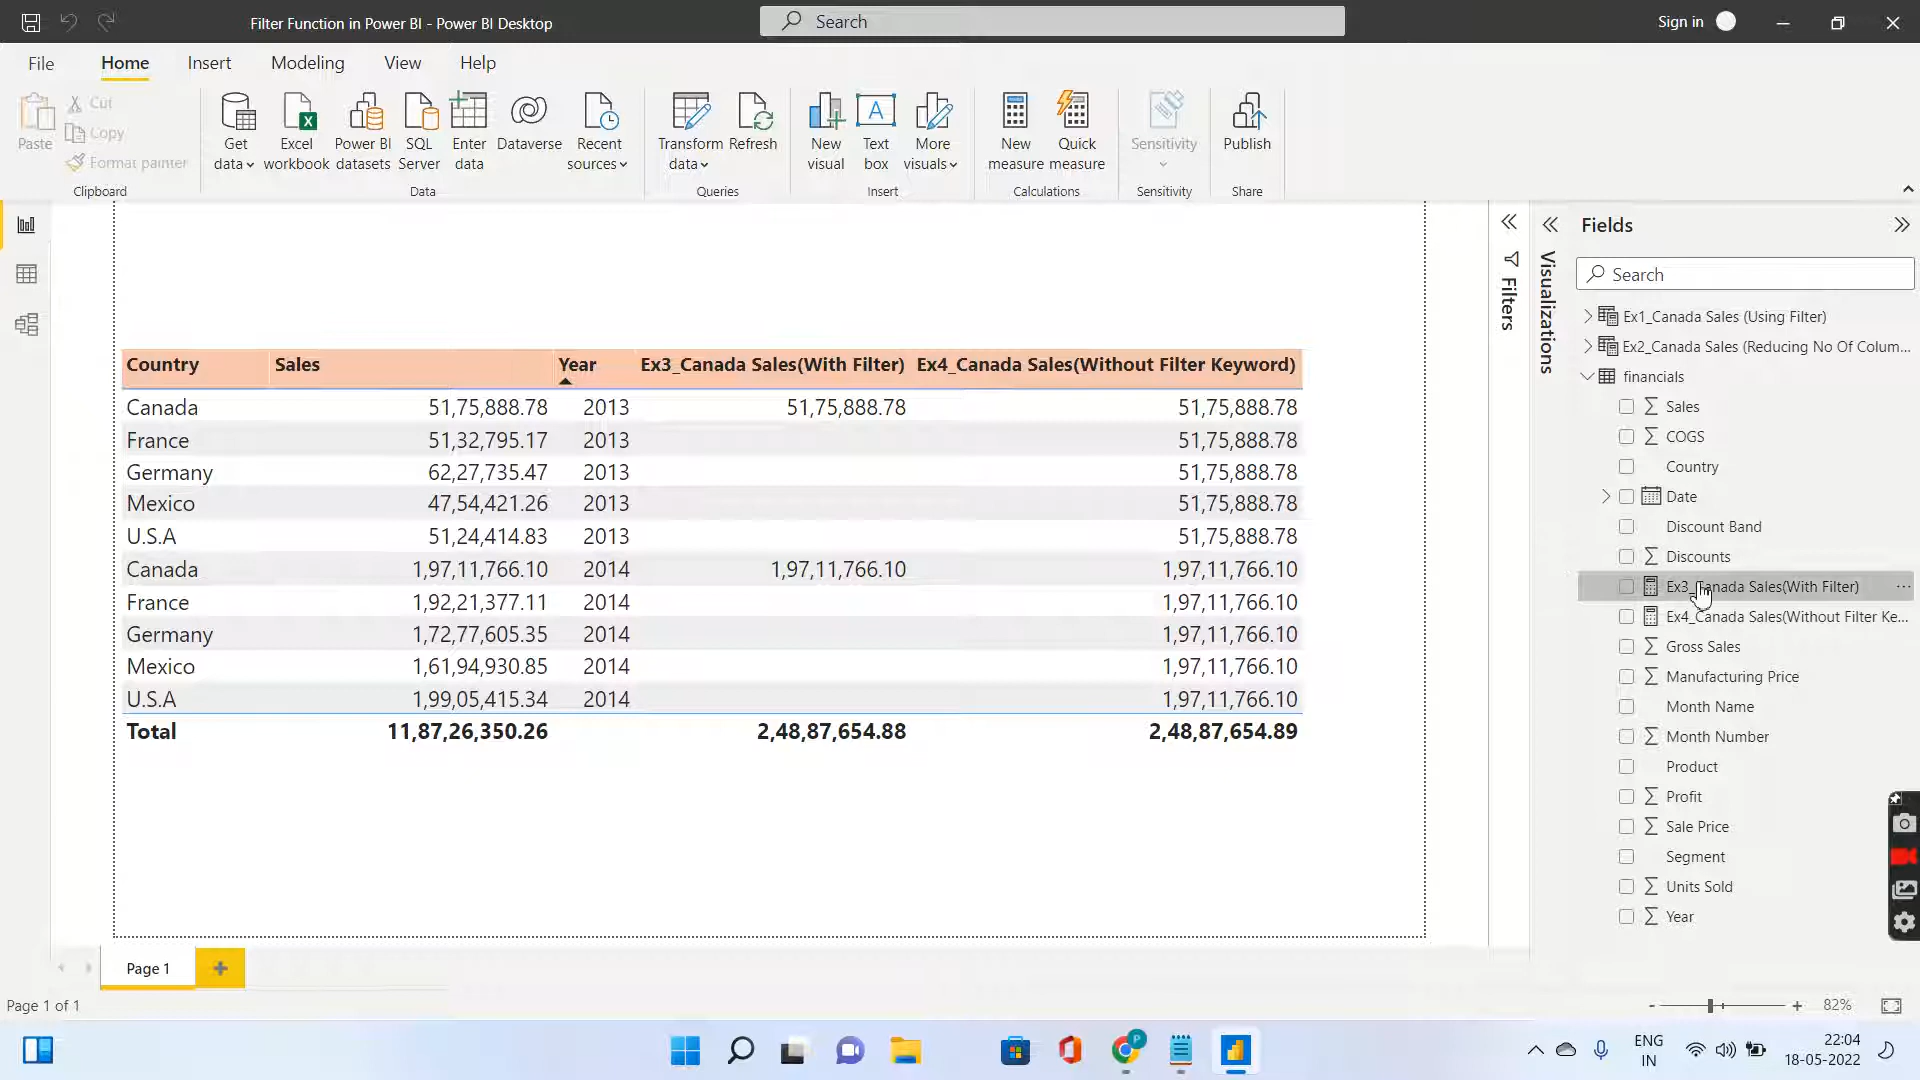 Filter Function in Power BI - Power BI Desktop
Search
Sign in
File Home Insert Modeling View Help
Paste
Cut
Copy
Format painter
Clipboard
Get data
Excel workbook
Power BI datasets
SQL Server
Enter data
Dataverse
Recent sources
Data
Transform data
Refresh
Queries
New visual
Text box
More visuals
Insert
New measure
Quick measure
Calculations
Sensitivity
Sensitivity
Publish
Share
Country Sales Year Ex3_Canada Sales(With Filter) Ex4_Canada Sales(Without Filter Keyword)
Canada 51,75,888.78 2013 51,75,888.78 51,75,888.78
France 51,32,795.17 2013 51,75,888.78
Germany 62,27,735.47 2013 51,75,888.78
Mexico 47,54,421.26 2013 51,75,888.78
U.S.A 51,24,414.83 2013 51,75,888.78
Canada 1,97,11,766.10 2014 1,97,11,766.10 1,97,11,766.10
France 1,92,21,377.11 2014 1,97,11,766.10
Germany 1,72,77,605.35 2014 1,97,11,766.10
Mexico 1,61,94,930.85 2014 1,97,11,766.10
U.S.A 1,99,05,415.34 2014 1,97,11,766.10
Total 11,87,26,350.26 2,48,87,654.88 2,48,87,654.89
Filters
Visualizations
Fields
Search
Ex1_Canada Sales (Using Filter)
Ex2_Canada Sales (Reducing No Of Colum...
financials
Sales
COGS
Country
Date
Discount Band
Discounts
Ex3_Canada Sales(With Filter)
Ex4_Canada Sales(Without Filter Ke...
Gross Sales
Manufacturing Price
Month Name
Month Number
Product
Profit
Sale Price
Segment
Units Sold
Year
Page 1
Page 1 of 1
82%
ENG
IN
22:04
18-05-2022